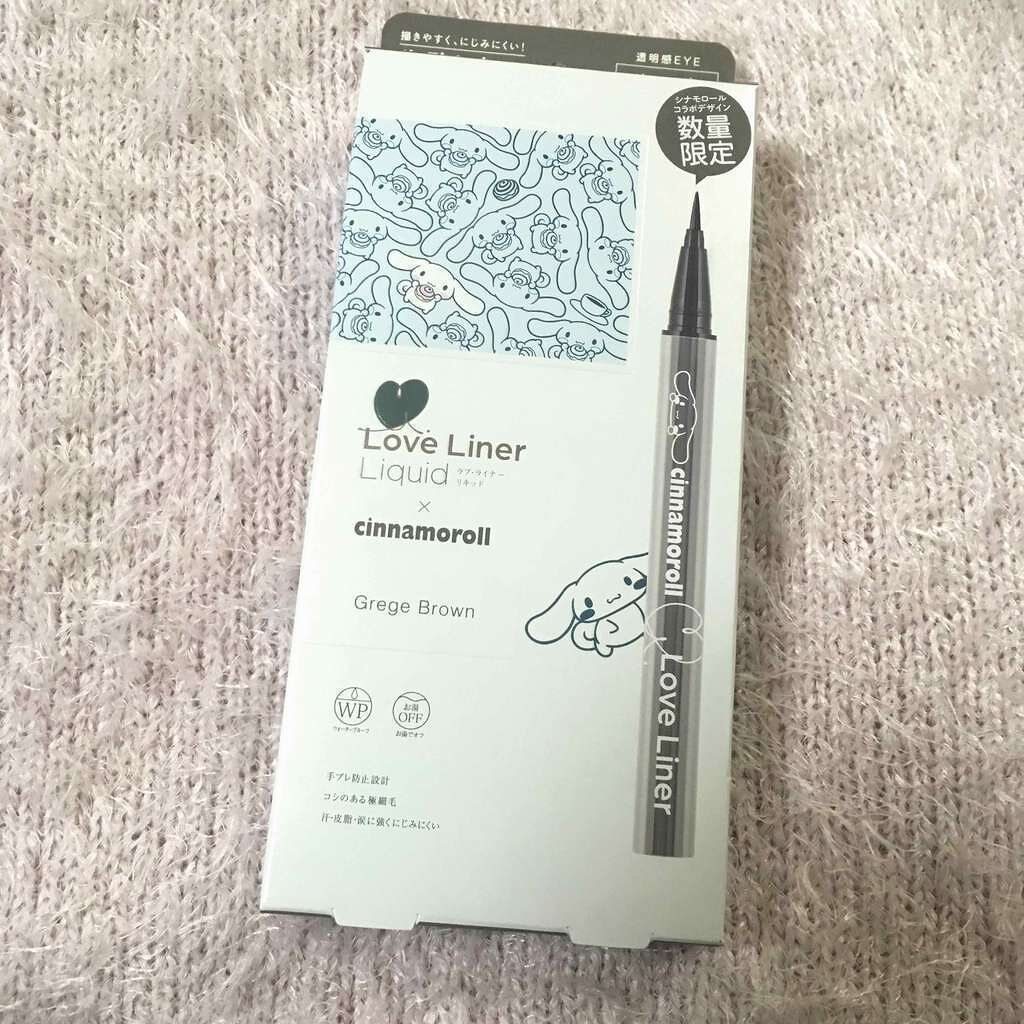 描きやすく、にじみにくい!
透明感EYE
シナモロール
コラボデザイン
数量
限定
Love Liner
Liquid ラブ・ライナー
リキッド
×
cinnamoroll
Grege Brown
cinnamoroll
Love Liner
WP
ウォータープルーフ
お湯
OFF
お湯でオフ
手ブレ防止設計
コシのある極細毛
汗・皮脂・涙に強くにじみにくい